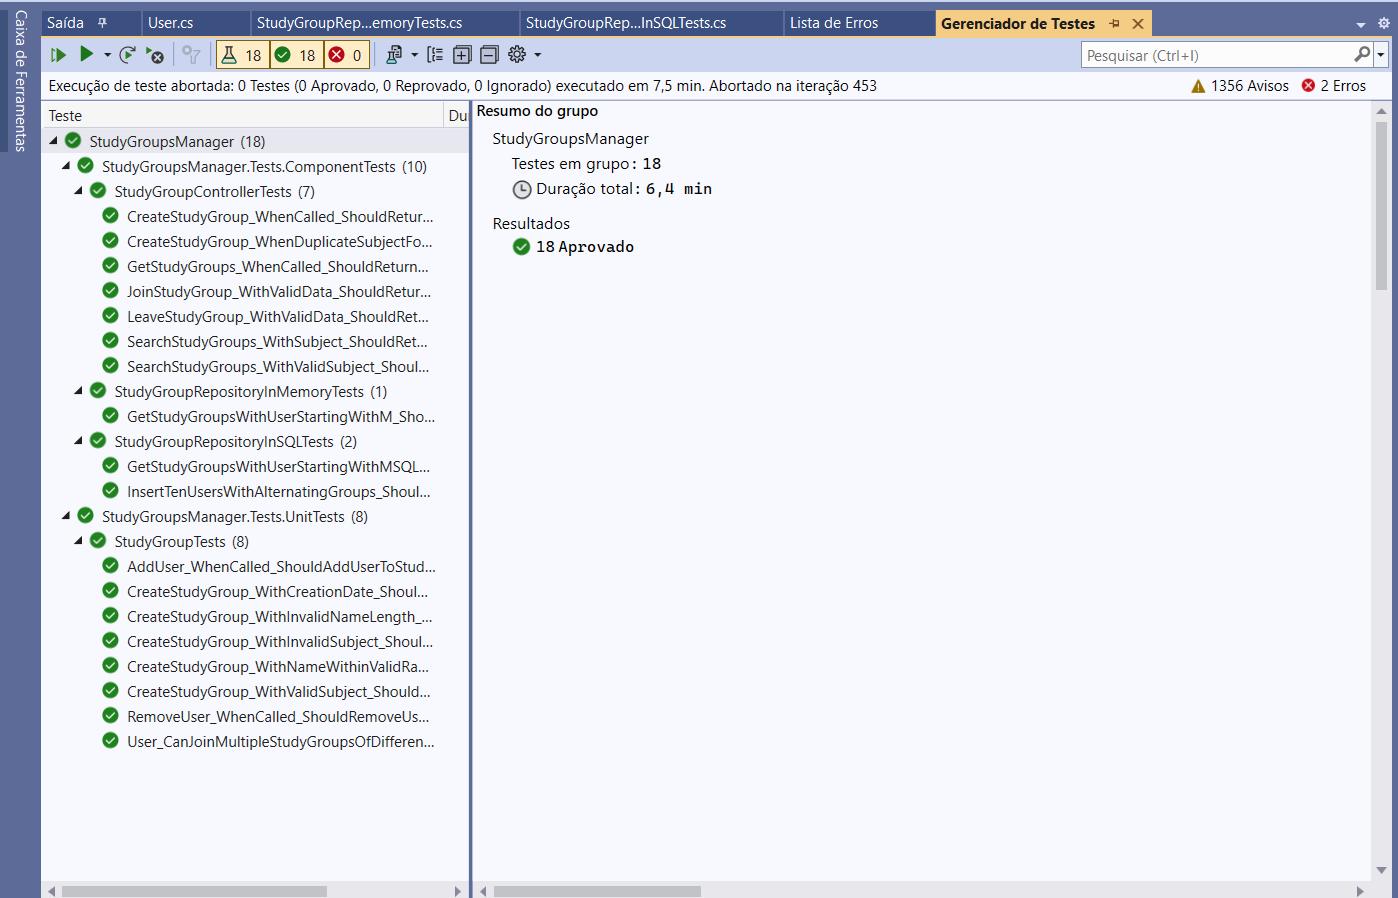 Caixa de Ferramentas
Saída User.cs StudyGroupRep...emoryTests.cs StudyGroupRep...InSQLTests.cs Lista de Erros Gerenciador de Testes
18 18 0 Pesquisar (Ctrl+I)
Execução de teste abortada: 0 Testes (0 Aprovado, 0 Reprovado, 0 Ignorado) executado em 7,5 min. Abortado na iteração 453 1356 Avisos 2 Erros
Teste Du
StudyGroupsManager (18)
StudyGroupsManager.Tests.ComponentTests (10)
StudyGroupControllerTests (7)
CreateStudyGroup_WhenCalled_ShouldRetur...
CreateStudyGroup_WhenDuplicateSubjectFo...
GetStudyGroups_WhenCalled_ShouldReturn...
JoinStudyGroup_WithValidData_ShouldRetur...
LeaveStudyGroup_WithValidData_ShouldRet...
SearchStudyGroups_WithSubject_ShouldRet...
SearchStudyGroups_WithValidSubject_Shoul...
StudyGroupRepositoryInMemoryTests (1)
GetStudyGroupsWithUserStartingWithM_Sho...
StudyGroupRepositoryInSQLTests (2)
GetStudyGroupsWithUserStartingWithMSQL...
InsertTenUsersWithAlternatingGroups_Shoul...
StudyGroupsManager.Tests.UnitTests (8)
StudyGroupTests (8)
AddUser_WhenCalled_ShouldAddUserToStud...
CreateStudyGroup_WithCreationDate_Shoul...
CreateStudyGroup_WithInvalidNameLength_...
CreateStudyGroup_WithInvalidSubject_Shoul...
CreateStudyGroup_WithNameWithinValidRa...
CreateStudyGroup_WithValidSubject_Should...
RemoveUser_WhenCalled_ShouldRemoveUs...
User_CanJoinMultipleStudyGroupsOfDifferen...
Resumo do grupo
StudyGroupsManager
Testes em grupo: 18
Duração total: 6,4 min
Resultados
18 Aprovado